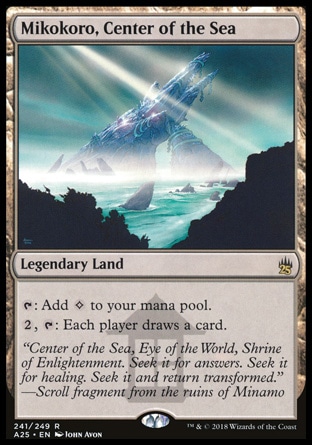 Mikokoro, Center of the Sea
Legendary Land
: Add to your mana pool.
2, : Each player draws a card.
“Center of the Sea, Eye of the World, Shrine
of Enlightenment. Seek it for answers. Seek it
for healing. Seek it and return transformed.”
—Scroll fragment from the ruins of Minamo
241/249 R
A25 • EN JOHN AVON
™ & © 2018 Wizards of the Coast
25